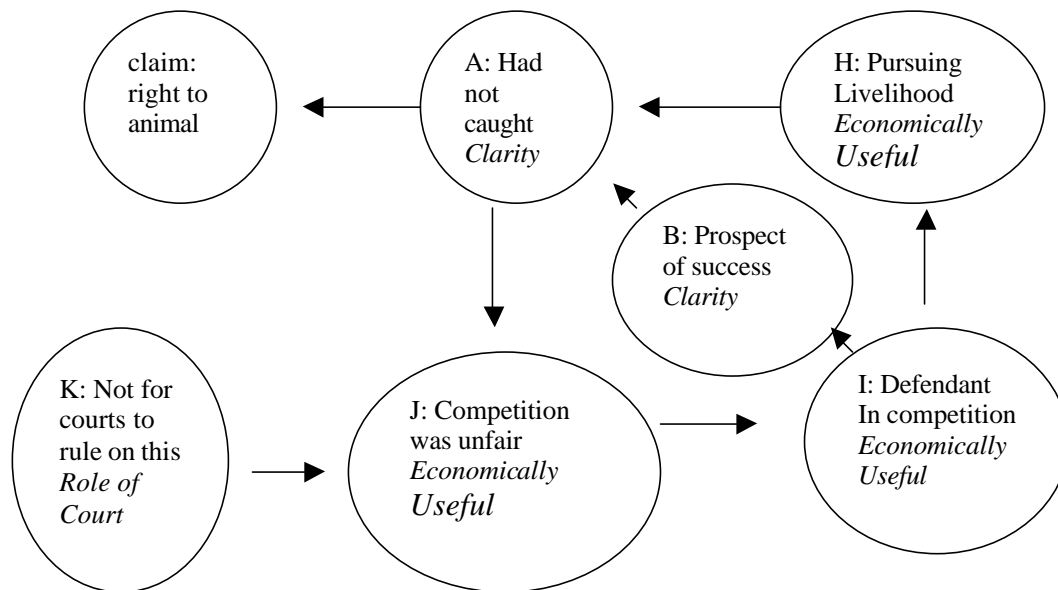 claim:
right to
animal
A: Had
not
caught
Clarity
H: Pursuing
Livelihood
Economically
Useful
B: Prospect
of success
Clarity
K: Not for
courts to
rule on this
Role of
Court
J: Competition
was unfair
Economically
Useful
I: Defendant
In competition
Economically
Useful